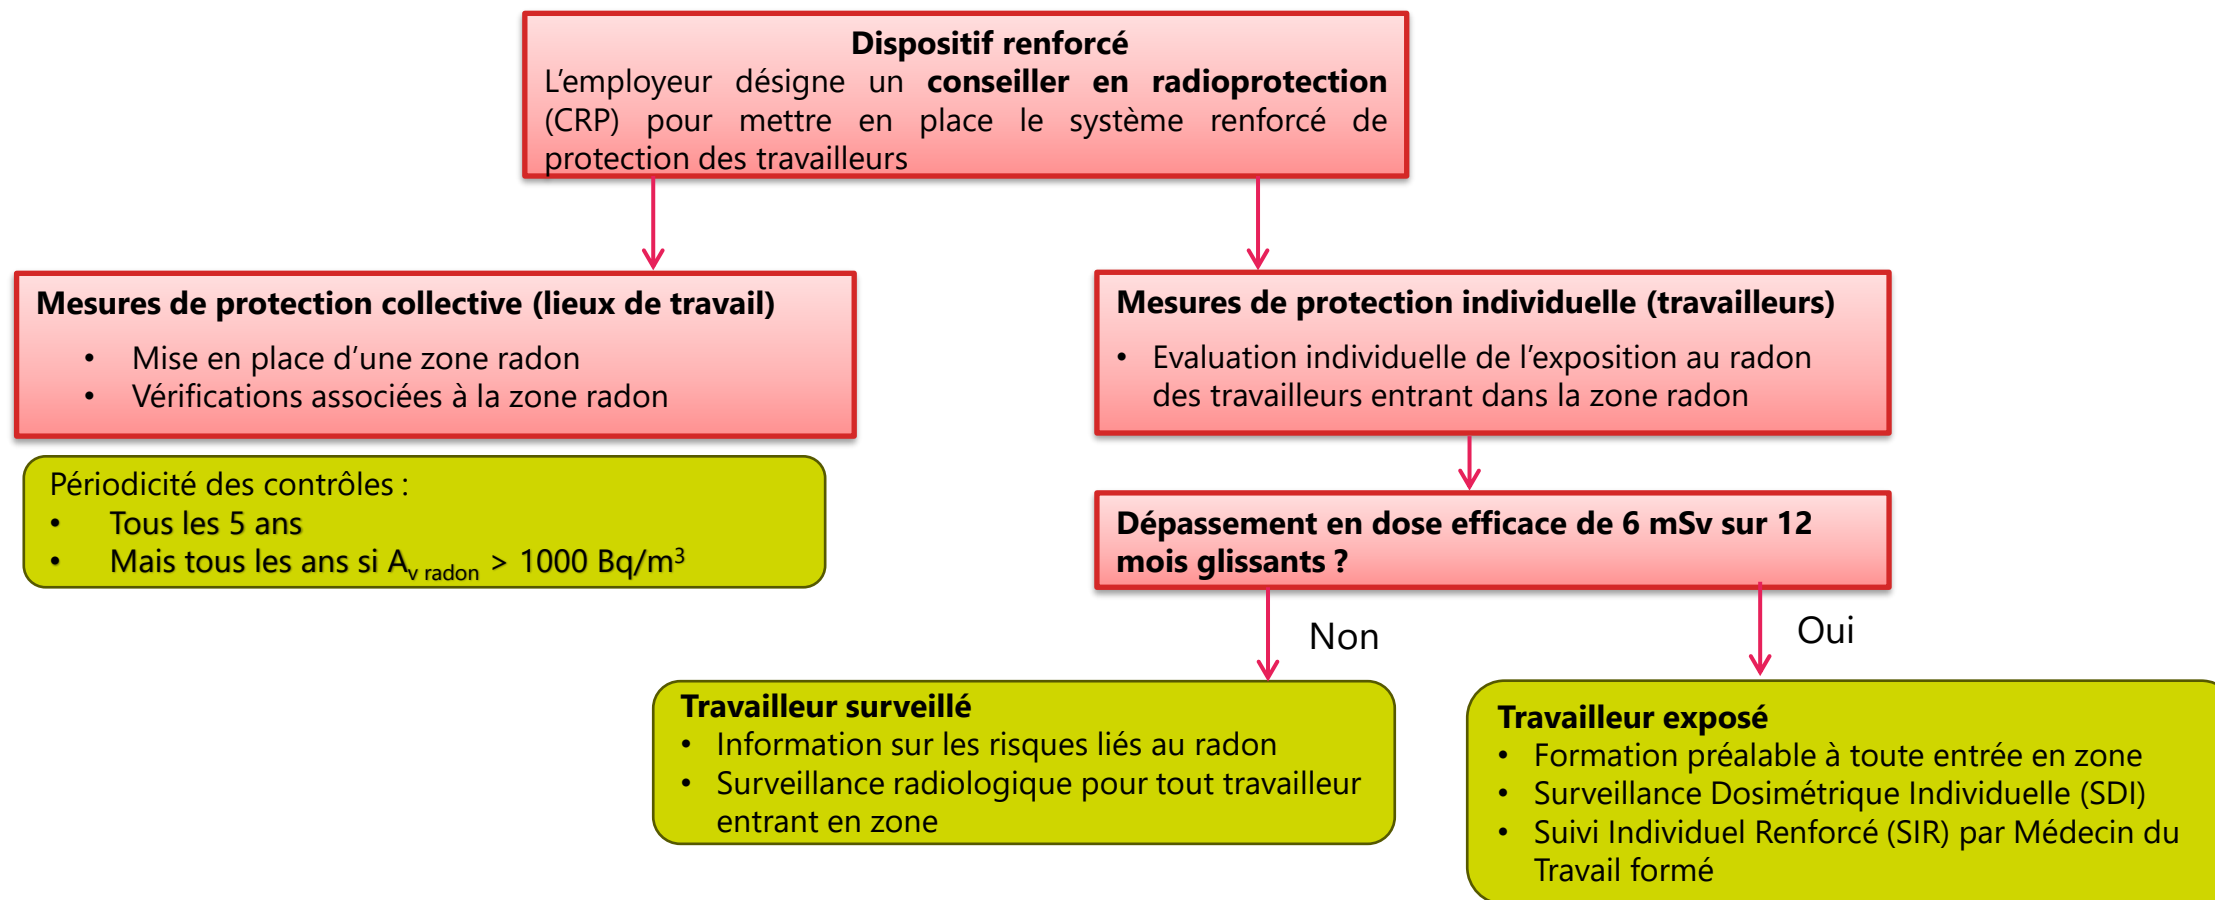 Dispositif renforcé
L’employeur désigne un conseiller en radioprotection
(CRP) pour mettre en place le système renforcé de
protection des travailleurs
Mesures de protection collective (lieux de travail)
• Mise en place d’une zone radon
• Vérifications associées à la zone radon
Périodicité des contrôles :
• Tous les 5 ans
• Mais tous les ans si Av radon > 1000 Bq/m³
Mesures de protection individuelle (travailleurs)
• Evaluation individuelle de l’exposition au radon
des travailleurs entrant dans la zone radon
Dépassement en dose efficace de 6 mSv sur 12
mois glissants ?
Non
Oui
Travailleur surveillé
• Information sur les risques liés au radon
• Surveillance radiologique pour tout travailleur
entrant en zone
Travailleur exposé
• Formation préalable à toute entrée en zone
• Surveillance Dosimétrique Individuelle (SDI)
• Suivi Individuel Renforcé (SIR) par Médecin du
Travail formé